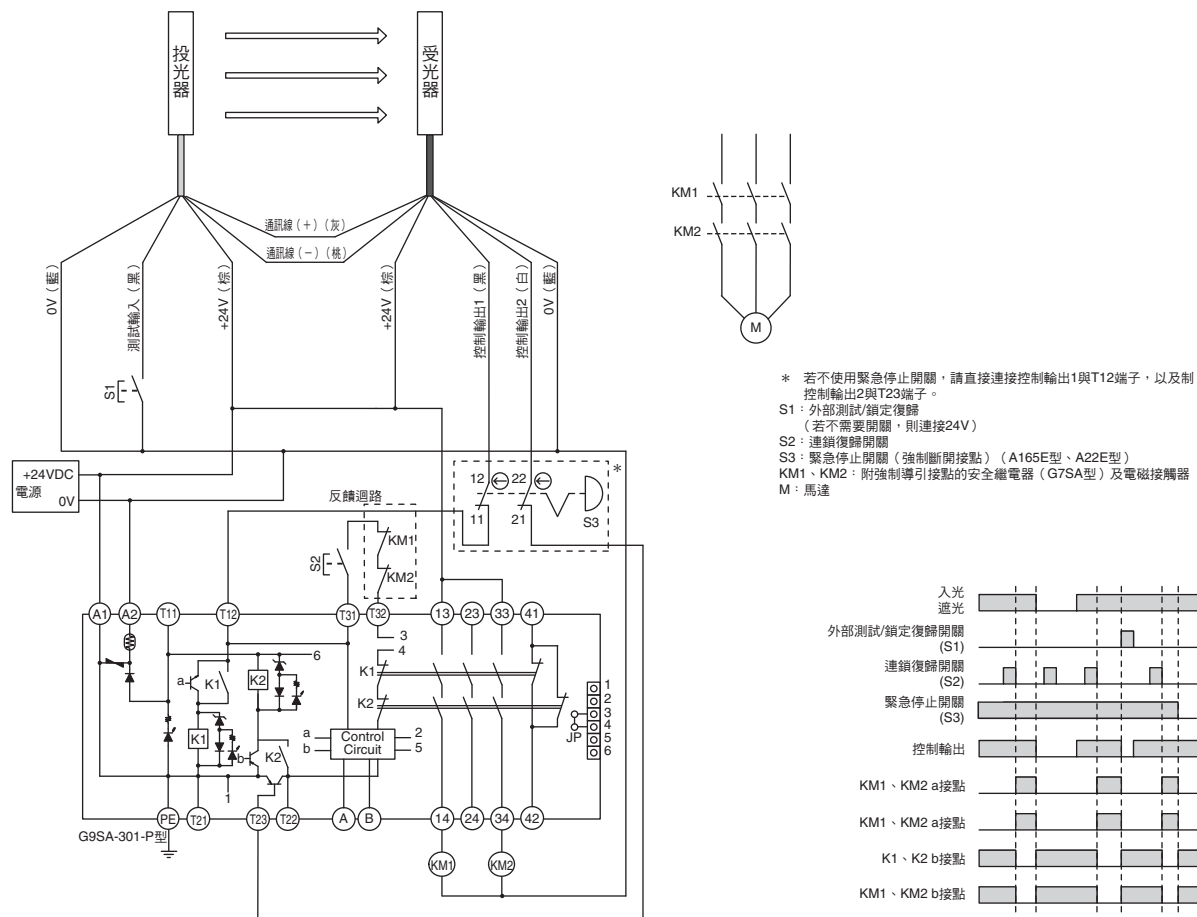 投光器
受光器
通訊線(+)(灰)
通訊線(-)(桃)
0V(藍)
測試輸入(黑)
+24V(棕)
+24V(棕)
控制輸出1(黑)
控制輸出2(白)
0V(藍)
S1
+24VDC
電源
0V
反饋迴路
S2
KM1
KM2
12
22
11
21
S3
*
A1
A2
T11
T12
T31
T32
13
23
33
41
3
4
6
a
K1
K2
K1
K2
K1
b
K2
a
b
Control
Circuit
2
5
1
JP
1
2
3
4
5
6
PE
T21
T23
T22
A
B
14
24
34
42
G9SA-301-P型
KM1
KM2
KM1
KM2
M
* 若不使用緊急停止開關,請直接連接控制輸出1與T12端子,以及制
控制輸出2與T23端子。
S1:外部測試/鎖定復歸
(若不需要開關,則連接24V)
S2:連鎖復歸開關
S3:緊急停止開關(強制斷開接點)(A165E型、A22E型)
KM1、KM2:附強制導引接點的安全繼電器(G7SA型)及電磁接觸器
M:馬達
入光
遮光
外部測試/鎖定復歸開關
(S1)
連鎖復歸開關
(S2)
緊急停止開關
(S3)
控制輸出
KM1、KM2 a接點
KM1、KM2 a接點
K1、K2 b接點
KM1、KM2 b接點